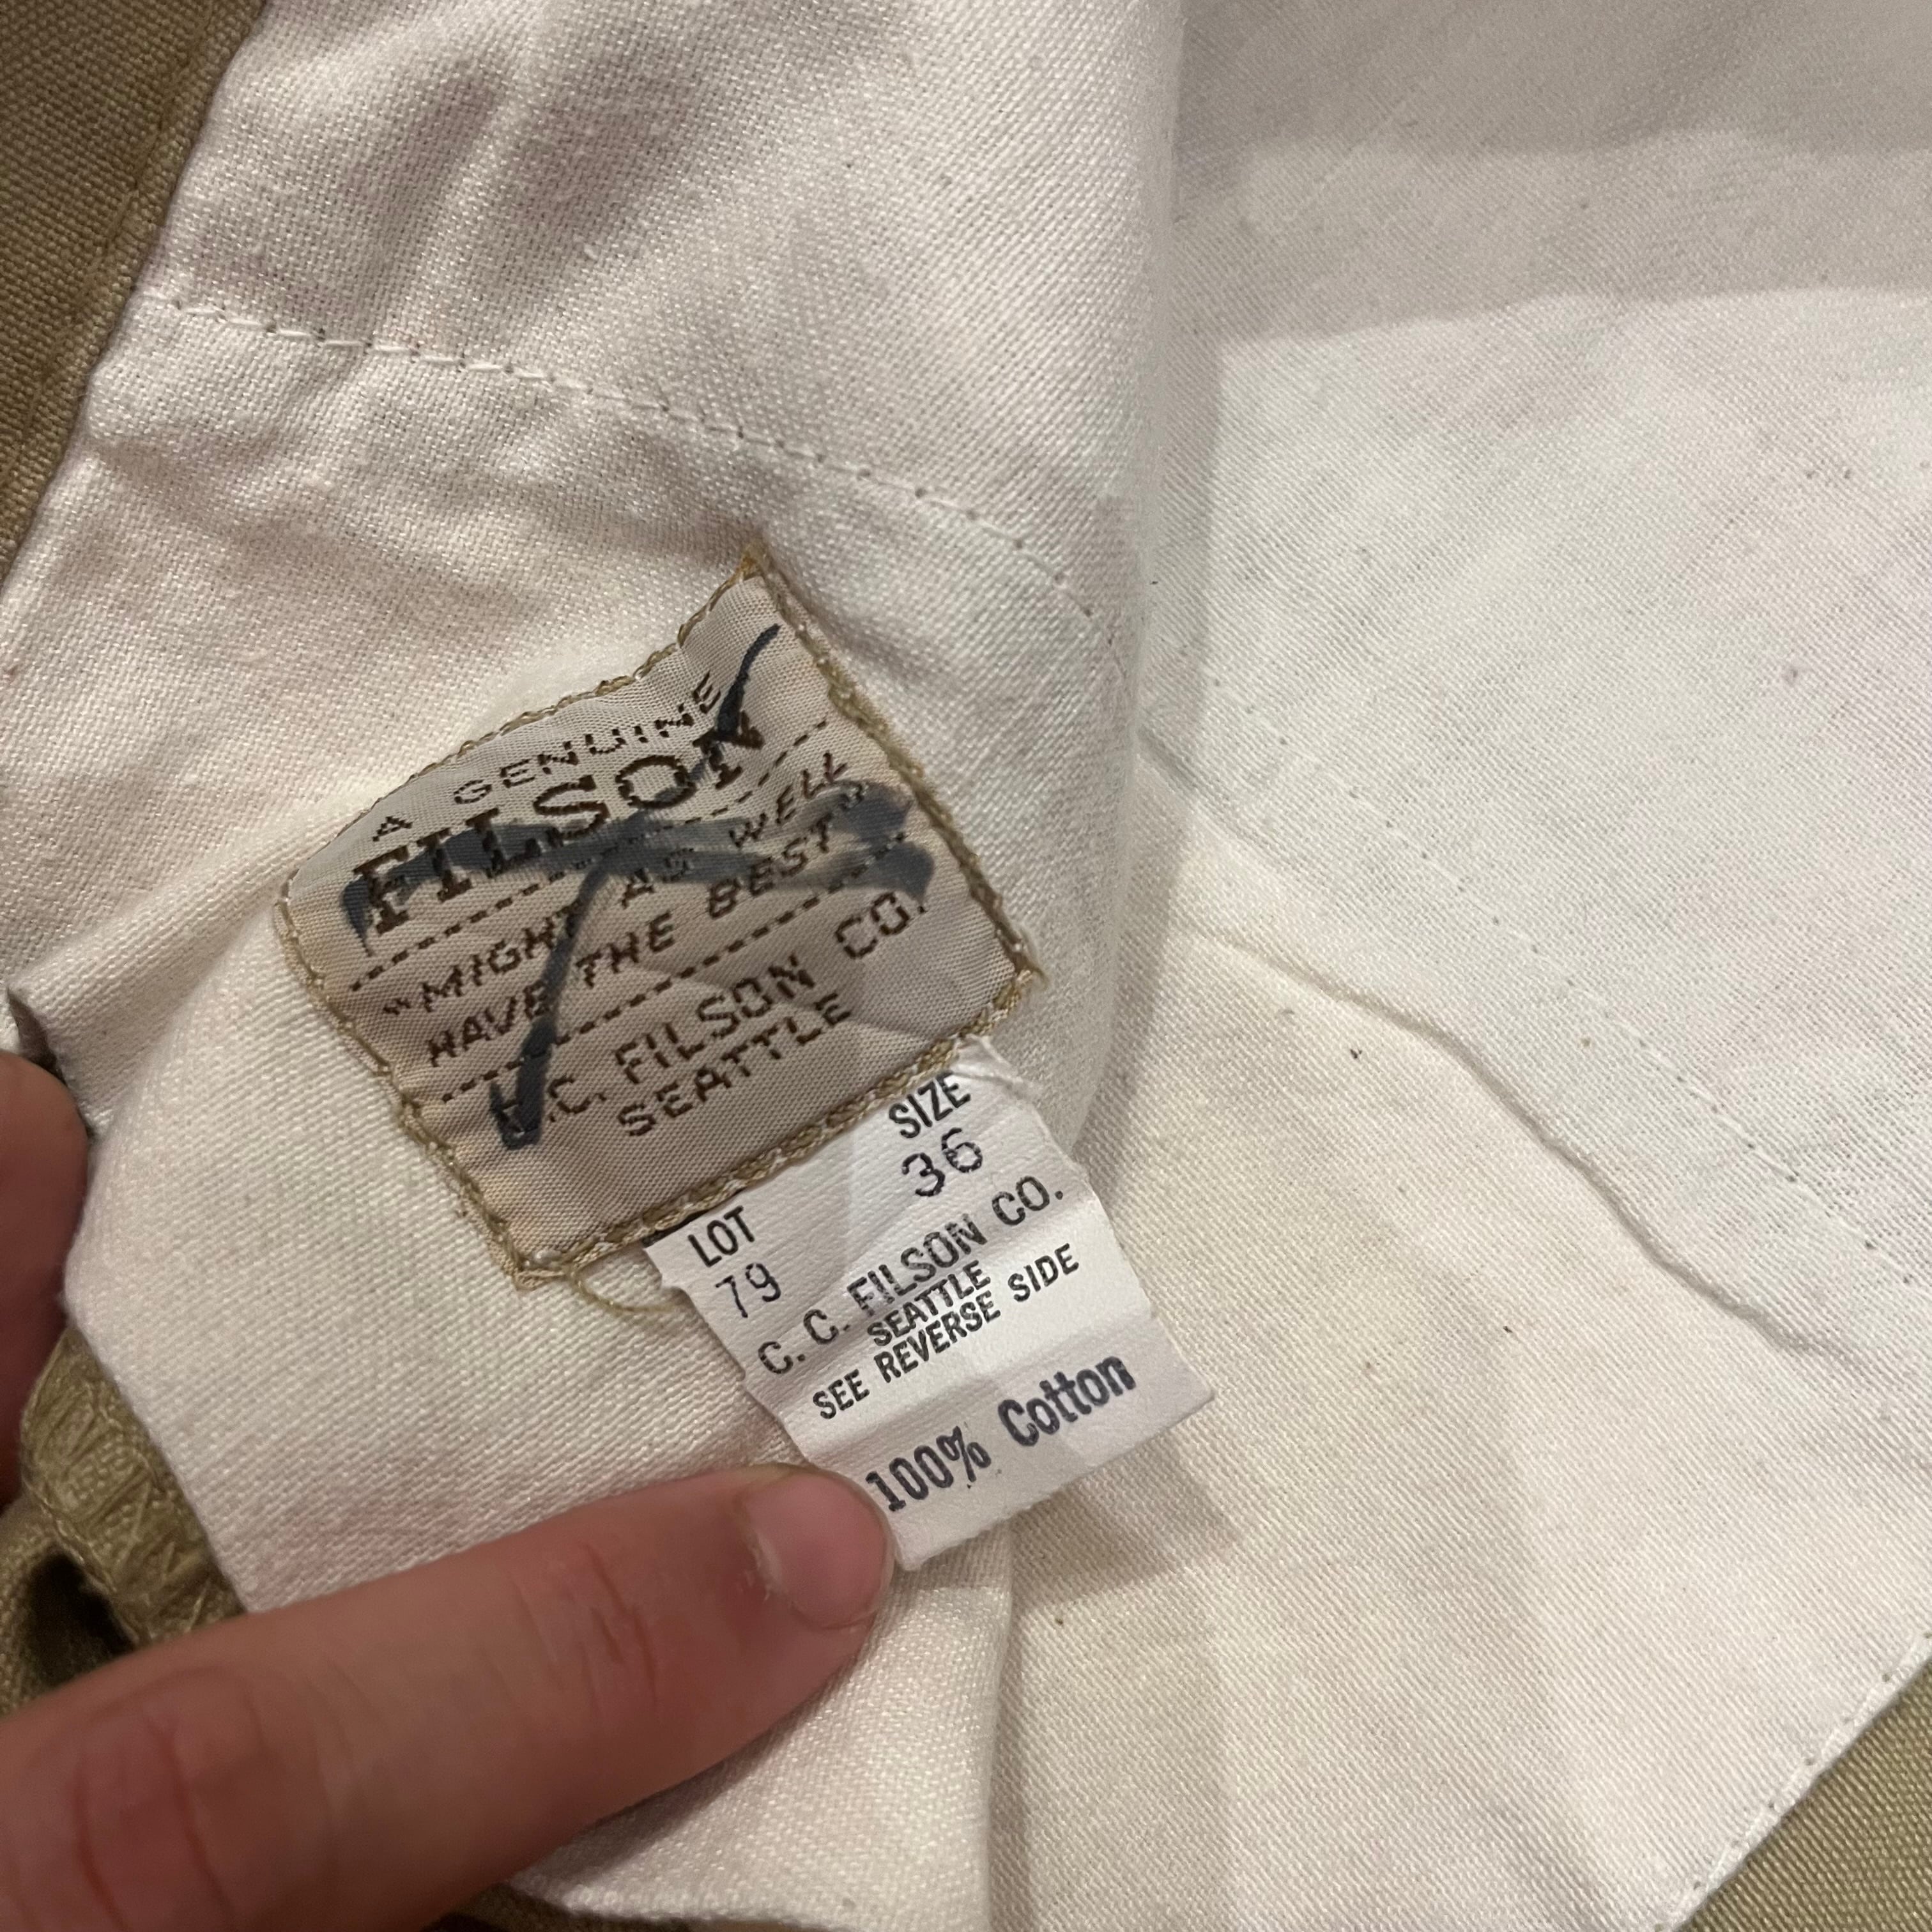 A GENUINE
FILSON
"MIGHT AS WELL
HAVE THE BEST"
C.C. FILSON CO.
SEATTLE
LOT SIZE
79 36
C. C. FILSON CO.
SEATTLE
SEE REVERSE SIDE
100% Cotton